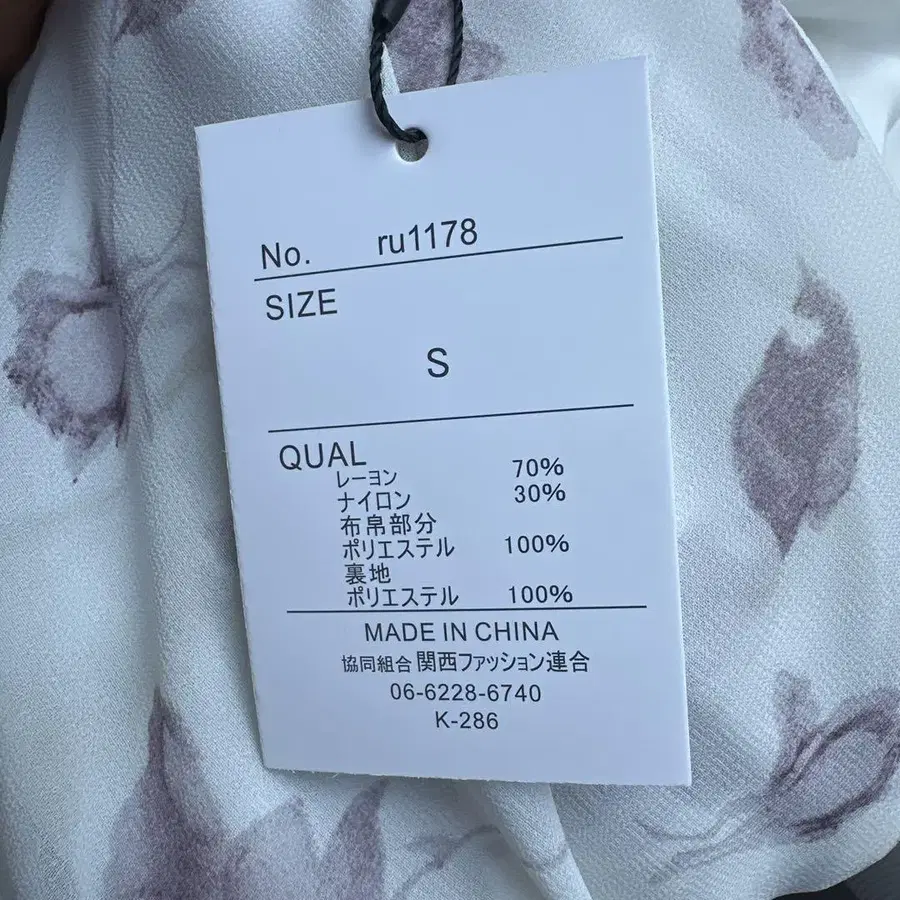 No. ru1178
SIZE
S
QUAL
レーヨン 70%
ナイロン 30%
布帛部分
ポリエステル 100%
裏地
ポリエステル 100%
MADE IN CHINA
協同組合 関西ファッション連合
06-6228-6740
K-286